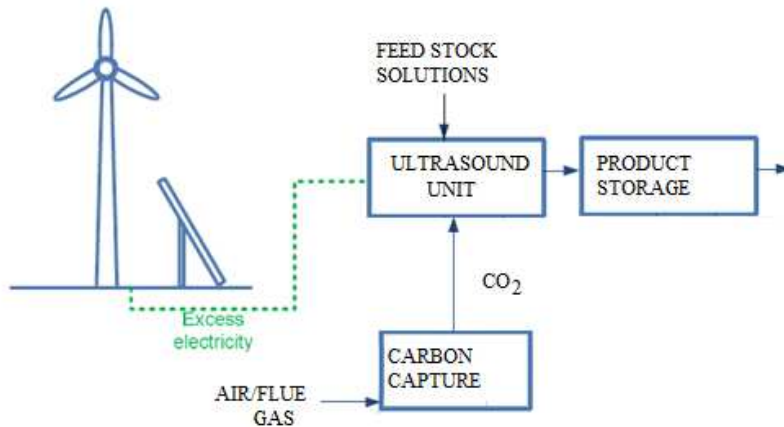 FEED STOCK
SOLUTIONS
ULTRASOUND
UNIT
PRODUCT
STORAGE
Excess
electricity
CO2
CARBON
CAPTURE
AIR/FLUE
GAS